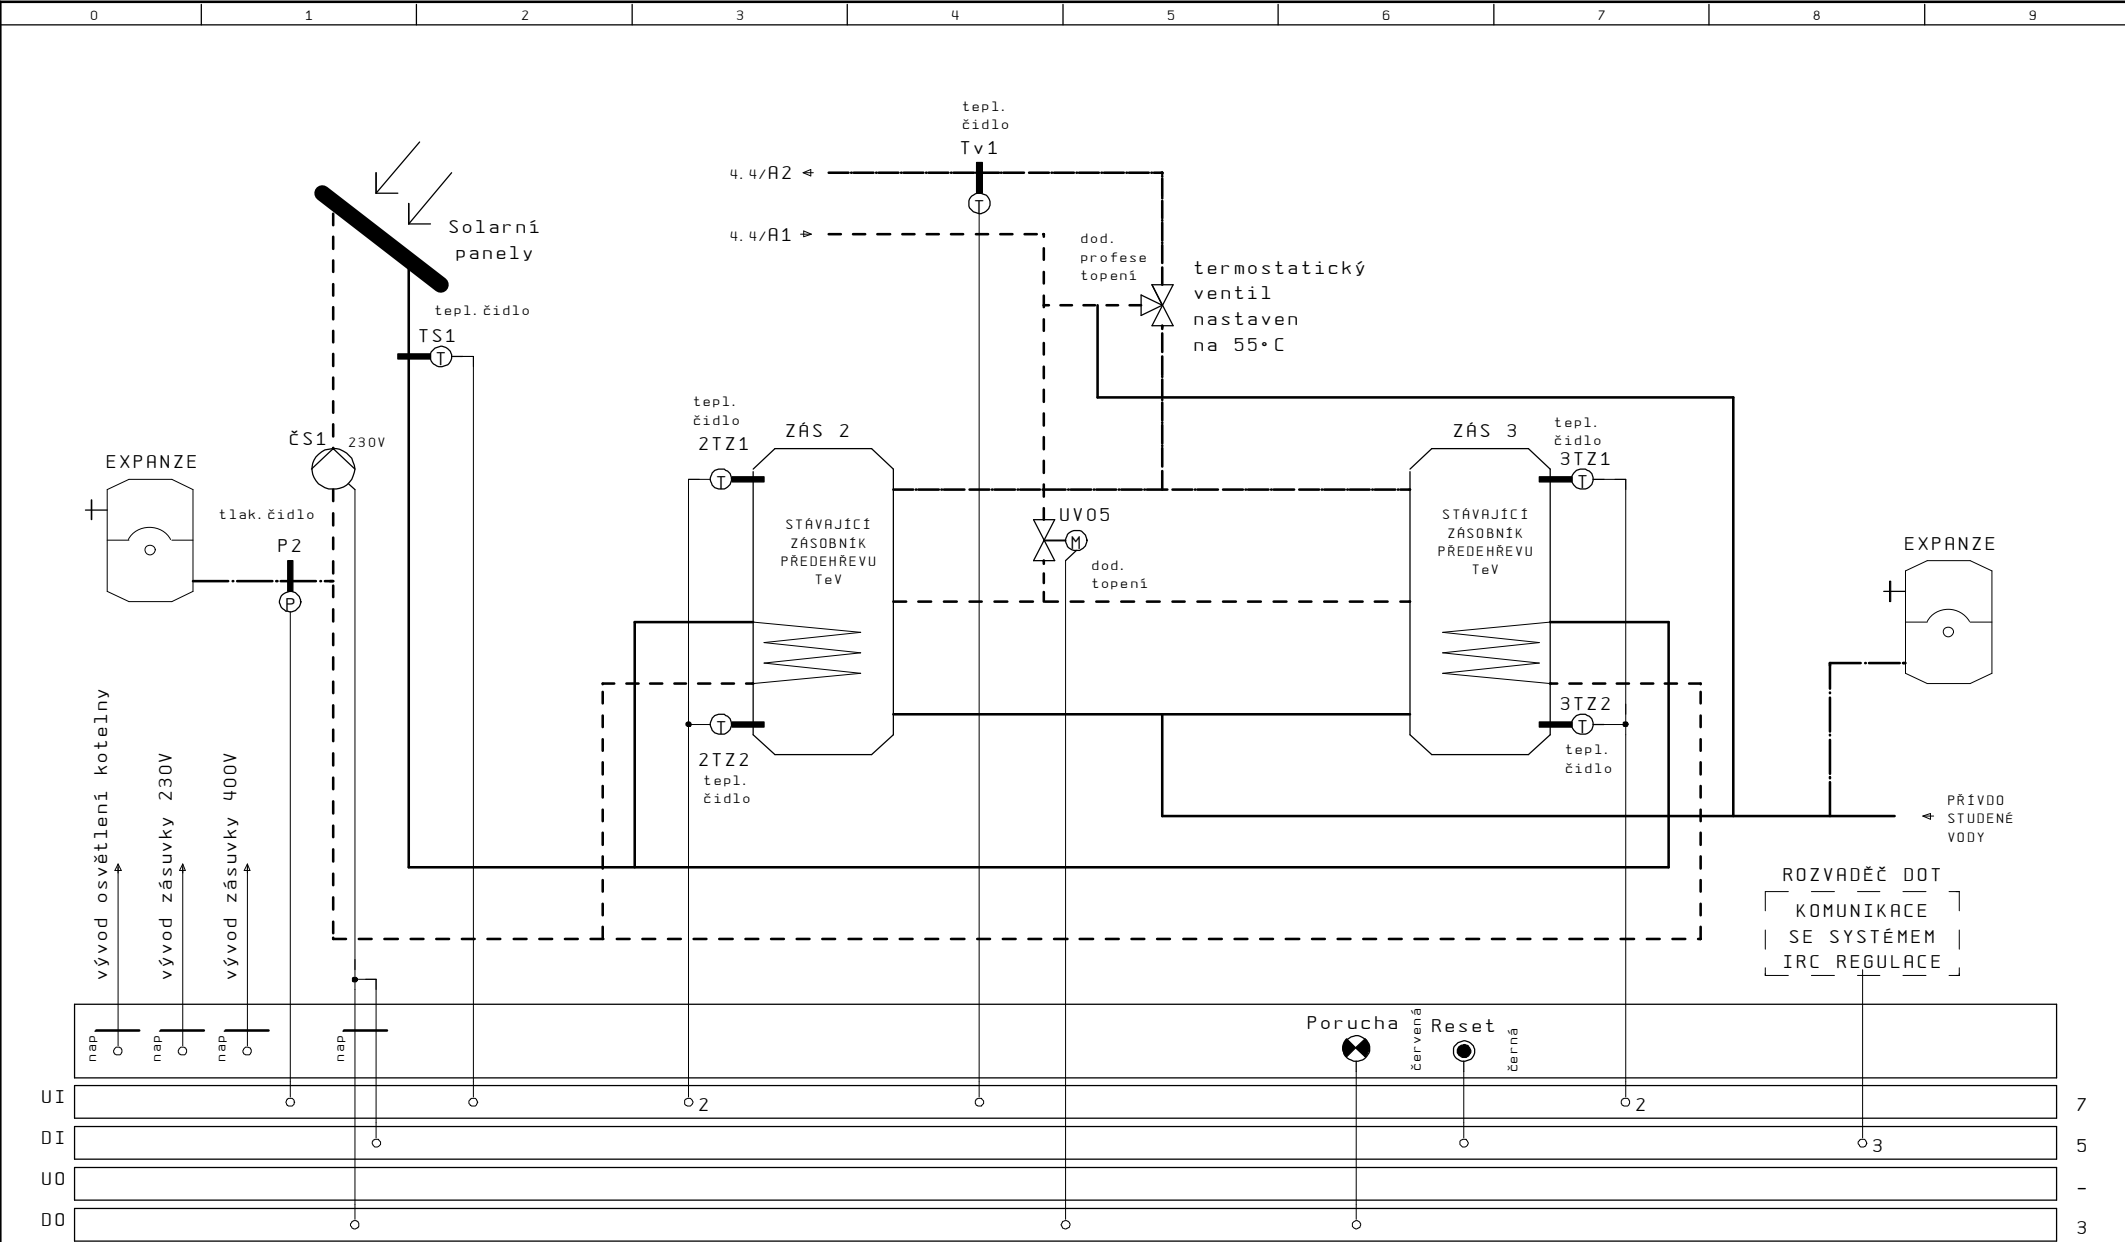 0 1 2 3 4 5 6 7 8 9
tepl.
čidlo
Tv1
4.4/A2
4.4/A1
Solarní
panely
dod.
profese
topení
termostatický
ventil
nastaven
na 55°C
tepl.čidlo
TS1
ČS1 230V
tepl.
čidlo
2TZ1
ZÁS 2
ZÁS 3
tepl.
čidlo
3TZ1
EXPANZE
tlak.čidlo
P2
P
T
T
T
T
T
T
M
STÁVAJÍCÍ
ZÁSOBNÍK
PŘEDEHŘEVU
TeV
UV05
dod.
topení
STÁVAJÍCÍ
ZÁSOBNÍK
PŘEDEHŘEVU
TeV
EXPANZE
2TZ2
tepl.
čidlo
3TZ2
tepl.
čidlo
vývod osvětlení kotelny
vývod zásuvky 230V
vývod zásuvky 400V
PŘÍVDO
STUDENÉ
VODY
ROZVADĚČ DOT
KOMUNIKACE
SE SYSTÉMEM
IRC REGULACE
nap
nap
nap
nap
Porucha
červená
Reset
černá
UI 2 2 7
DI 3 5
UO -
DO 3